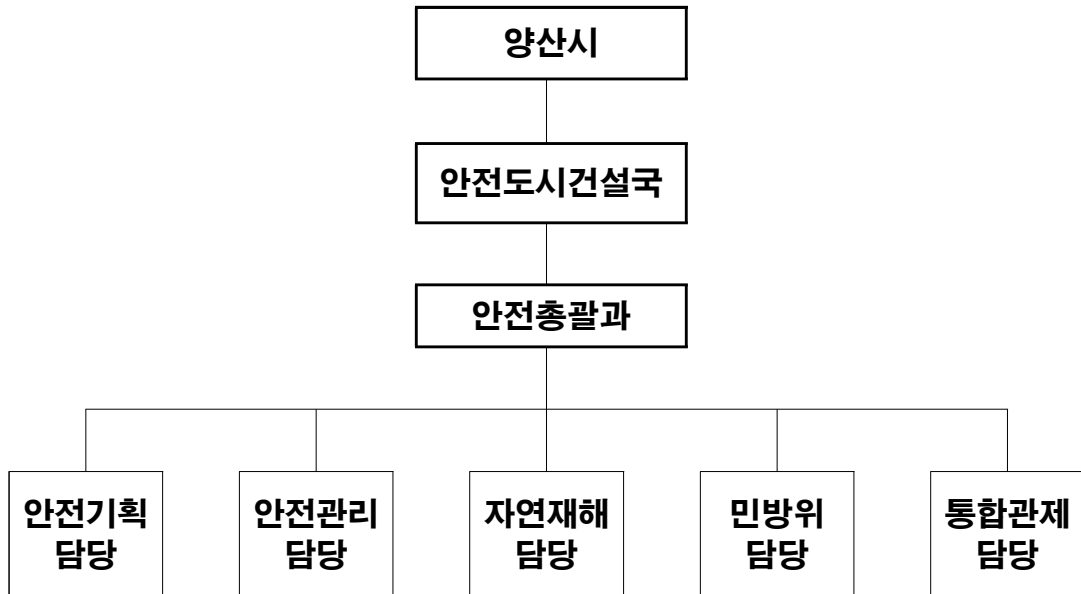 양산시
안전도시건설국
안전총괄과
안전기획
담당
안전관리
담당
자연재해
담당
민방위
담당
통합관제
담당